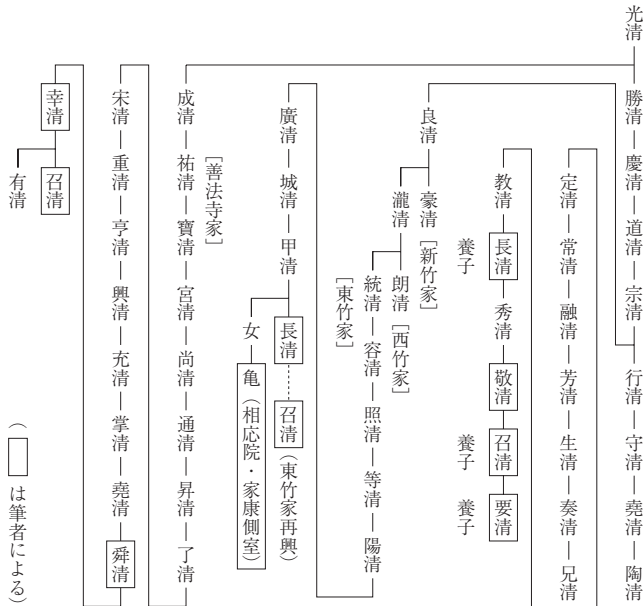 光清
勝清 ― 慶清 ― 道清 ― 宗清
行清 ― 守清 ― 堯清 ― 陶清
定清 ― 常清 ― 融清 ― 芳清 ― 生清 ― 奏清 ― 兄清
教清 ― 長清 ― 秀清 ― 敬清 ― 召清 ― 要清
養子
養子
養子
良清
豪清 [新竹家]
瀧清
朗清 [西竹家]
統清 ― 容清 ― 照清 ― 等清 ― 陽清
[東竹家]
廣清 ― 城清 ― 甲清
長清
召清(東竹家再興)
女
亀(相応院・家康側室)
[善法寺家]
成清 ― 祐清 ― 寶清 ― 宮清 ― 尚清 ― 通清 ― 昇清 ― 了清
宋清 ― 重清 ― 亨清 ― 興清 ― 充清 ― 掌清 ― 堯清 ― 舜清
幸清
召清
有清
( は筆者による)